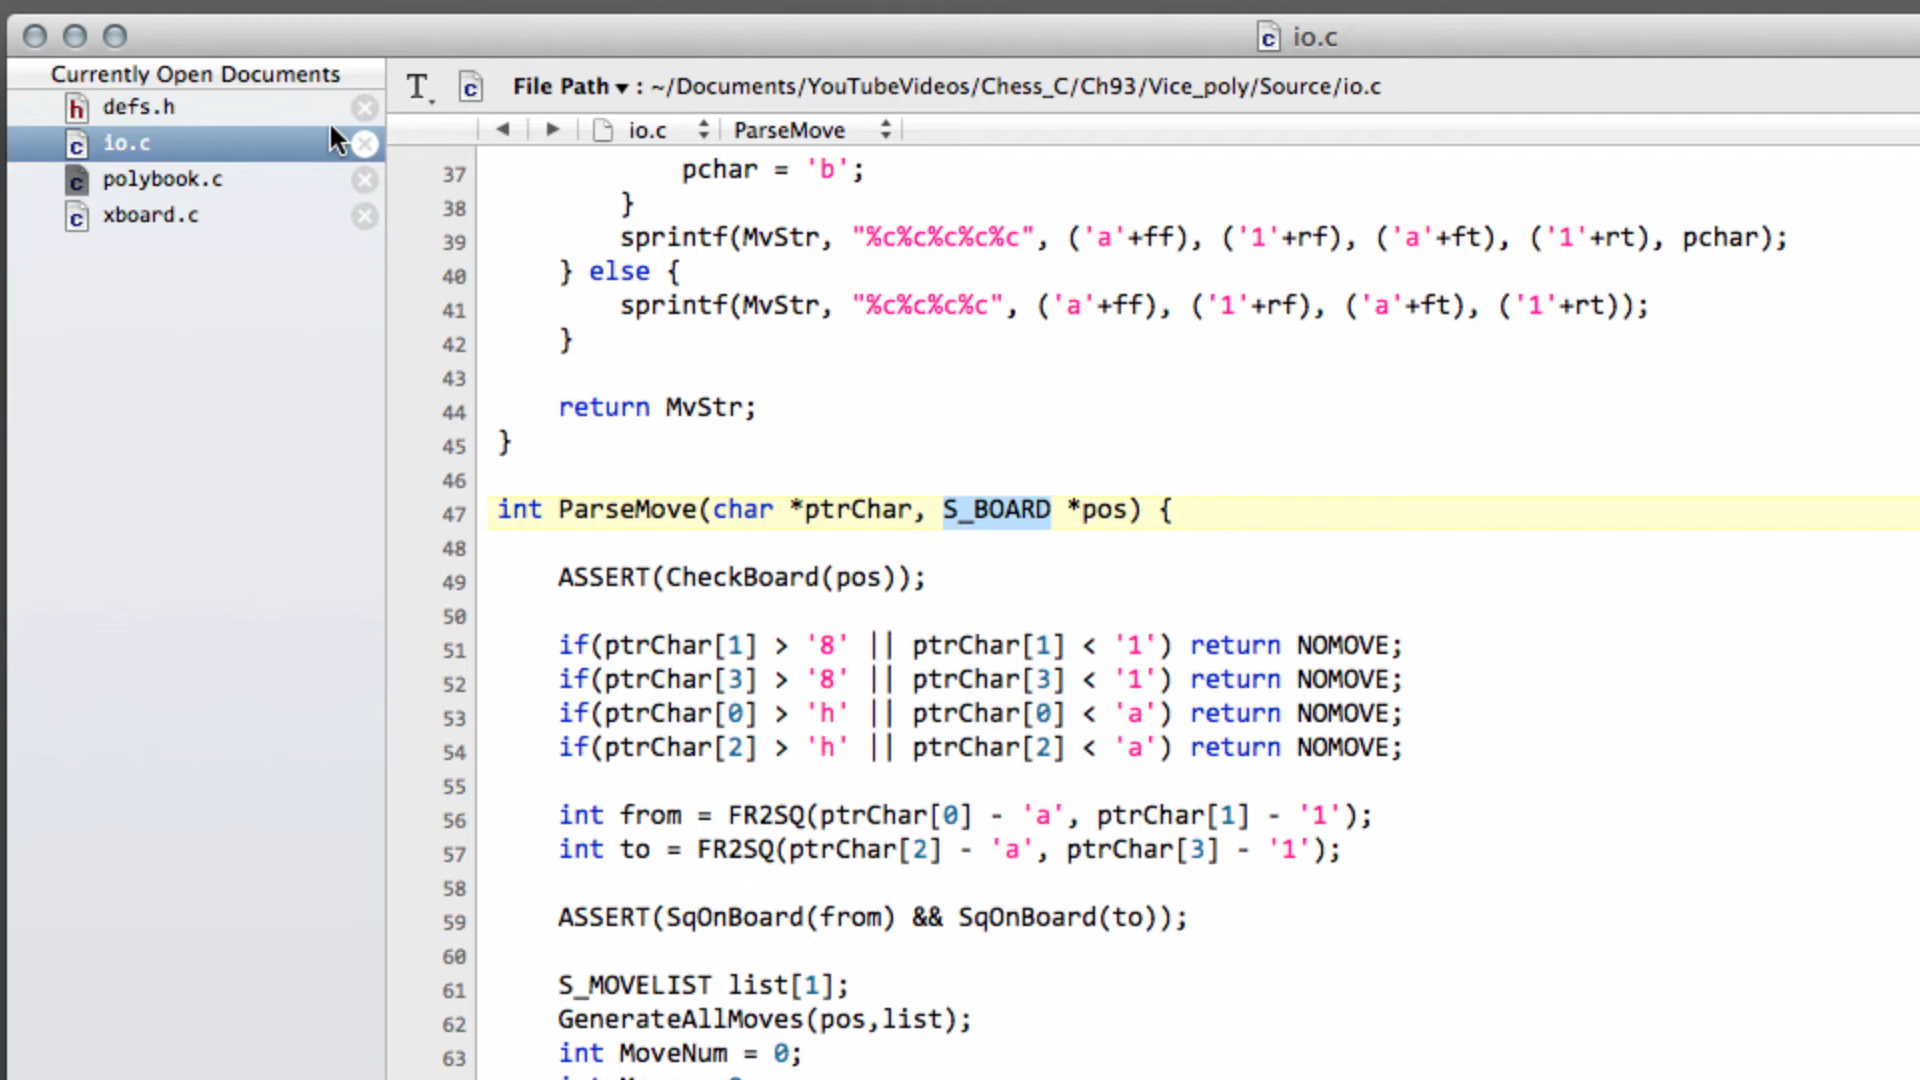 io.c
Currently Open Documents
defs.h
io.c
polybook.c
xboard.c
File Path ▾ : ~/Documents/YouTubeVideos/Chess_C/Ch93/Vice_poly/Source/io.c
io.c ParseMove
37 pchar = 'b';
38 }
39 sprintf(MvStr, "%c%c%c%c%c", ('a'+ff), ('1'+rf), ('a'+ft), ('1'+rt), pchar);
40 } else {
41 sprintf(MvStr, "%c%c%c%c", ('a'+ff), ('1'+rf), ('a'+ft), ('1'+rt));
42 }
43
44 return MvStr;
45 }
46
47 int ParseMove(char *ptrChar, S_BOARD *pos) {
48
49 ASSERT(CheckBoard(pos));
50
51 if(ptrChar[1] > '8' || ptrChar[1] < '1') return NOMOVE;
52 if(ptrChar[3] > '8' || ptrChar[3] < '1') return NOMOVE;
53 if(ptrChar[0] > 'h' || ptrChar[0] < 'a') return NOMOVE;
54 if(ptrChar[2] > 'h' || ptrChar[2] < 'a') return NOMOVE;
55
56 int from = FR2SQ(ptrChar[0] - 'a', ptrChar[1] - '1');
57 int to = FR2SQ(ptrChar[2] - 'a', ptrChar[3] - '1');
58
59 ASSERT(SqOnBoard(from) && SqOnBoard(to));
60
61 S_MOVELIST list[1];
62 GenerateAllMoves(pos,list);
63 int MoveNum = 0;